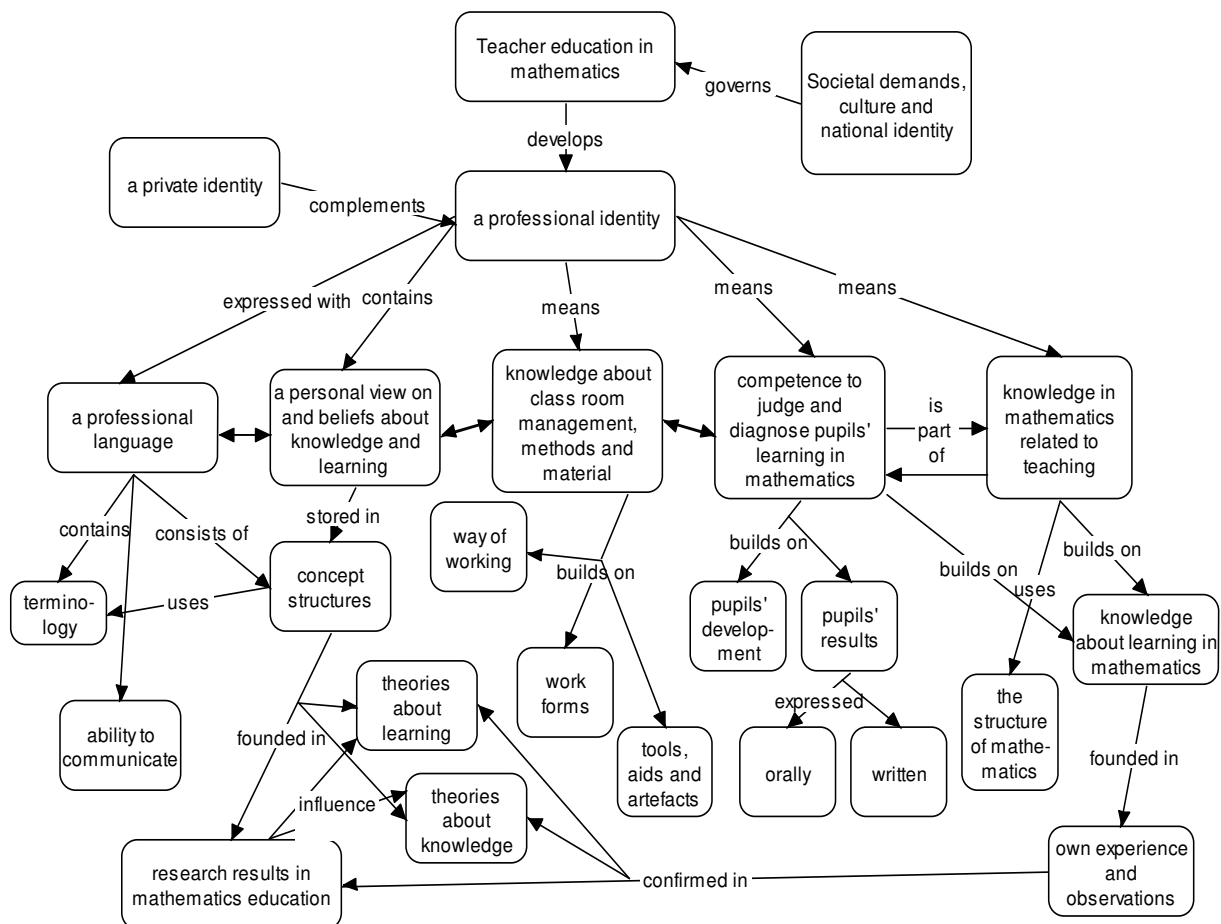 Teacher education in
mathematics
governs
Societal demands,
culture and
national identity
develops
a private identity
complements
a professional identity
expressed with
contains
means
means
means
a professional
language
a personal view on
and beliefs about
knowledge and
learning
knowledge about
class room
management,
methods and
material
competence to
judge and
diagnose pupils'
learning in
mathematics
is
part
of
knowledge in
mathematics
related to
teaching
contains
consists of
stored in
way of
working
builds on
builds on
builds on
uses
builds on
terminо-
logy
uses
concept
structures
pupils'
develop-
ment
pupils'
results
knowledge
about learning in
mathematics
ability to
communicate
founded in
theories
about
learning
work
forms
tools,
aids and
artefacts
expressed
orally
written
the
structure
of mathe-
matics
founded in
influence
theories
about
knowledge
research results in
mathematics education
confirmed in
own experience
and
observations